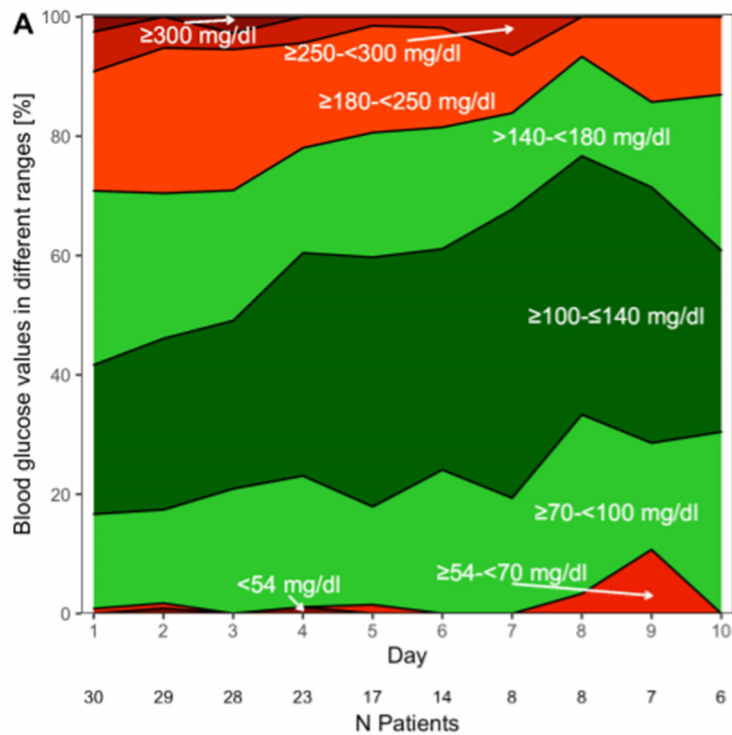 A
Blood glucose values in different ranges [%]
100
80
60
40
20
0
≥300 mg/dl
≥250-<300 mg/dl
≥180-<250 mg/dl
>140-<180 mg/dl
≥100-≤140 mg/dl
≥70-<100 mg/dl
≥54-<70 mg/dl
<54 mg/dl
1 2 3 4 5 6 7 8 9 10
Day
30 29 28 23 17 14 8 8 7 6
N Patients